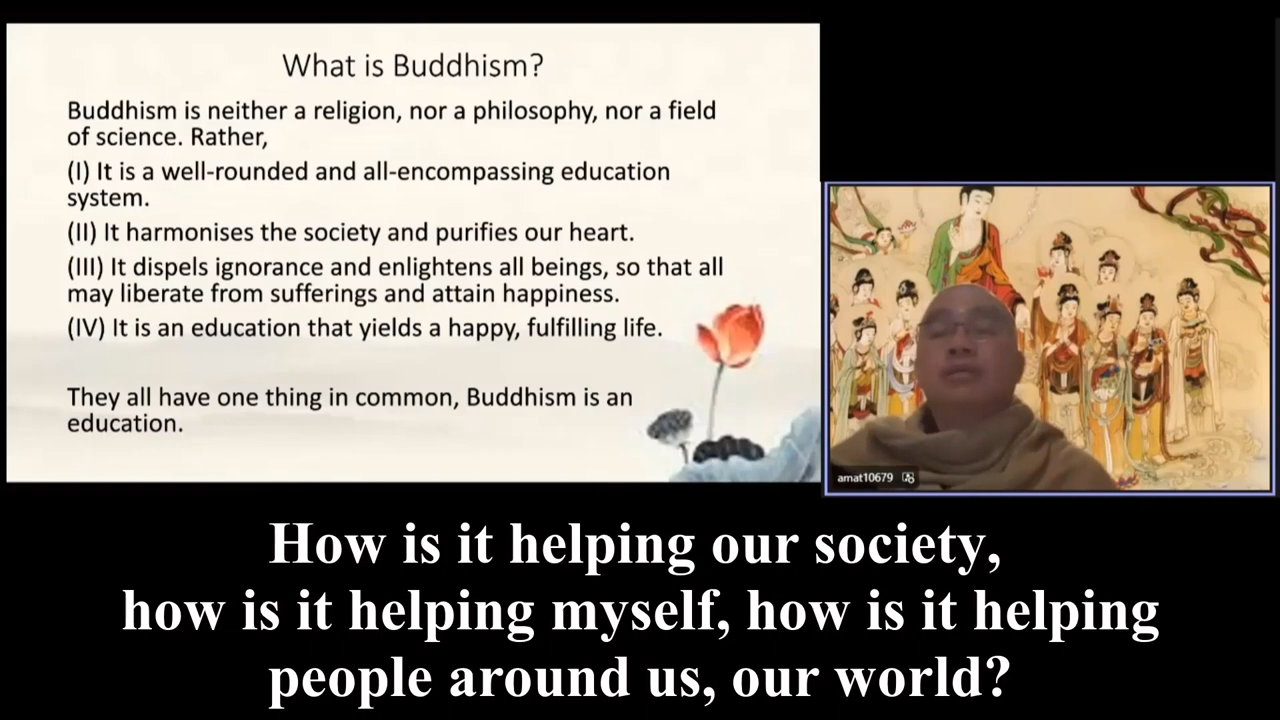 What is Buddhism?
Buddhism is neither a religion, nor a philosophy, nor a field
of science. Rather,
(I) It is a well-rounded and all-encompassing education
system.
(II) It harmonises the society and purifies our heart.
(III) It dispels ignorance and enlightens all beings, so that all
may liberate from sufferings and attain happiness.
(IV) It is an education that yields a happy, fulfilling life.
They all have one thing in common, Buddhism is an
education.
amat10679
How is it helping our society,
how is it helping myself, how is it helping
people around us, our world?